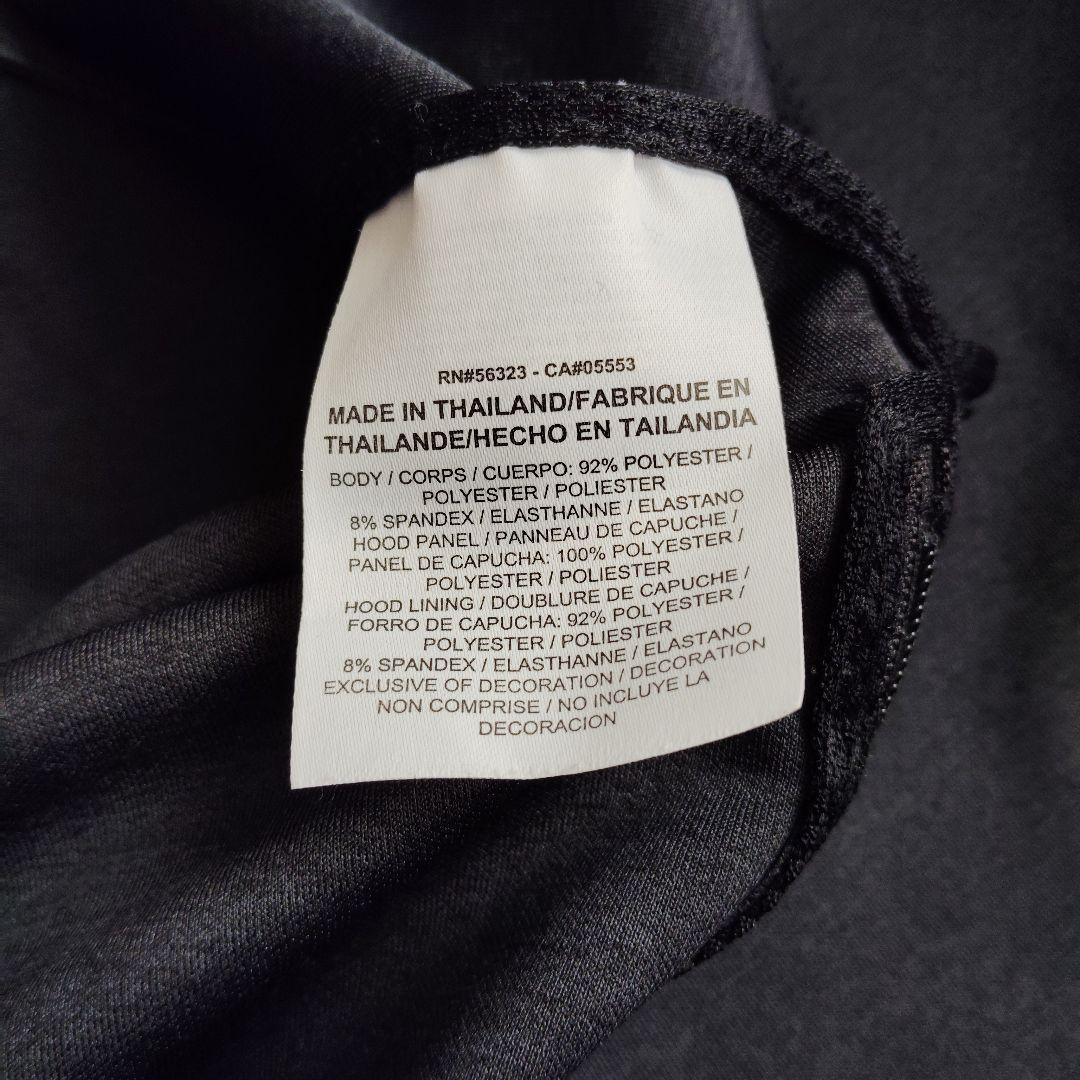 RN#56323 - CA#05553
MADE IN THAILAND/FABRIQUE EN
THAILANDE/HECHO EN TAILANDIA
BODY / CORPS / CUERPO: 92% POLYESTER /
POLYESTER / POLIESTER
8% SPANDEX / ELASTHANNE / ELASTANO
HOOD PANEL / PANNEAU DE CAPUCHE /
PANEL DE CAPUCHA: 100% POLYESTER /
POLYESTER / POLIESTER
HOOD LINING / DOUBLURE DE CAPUCHE /
FORRO DE CAPUCHA: 92% POLYESTER /
POLYESTER / POLIESTER
8% SPANDEX / ELASTHANNE / ELASTANO
EXCLUSIVE OF DECORATION / DECORATION
NON COMPRISE / NO INCLUYE LA
DECORACION